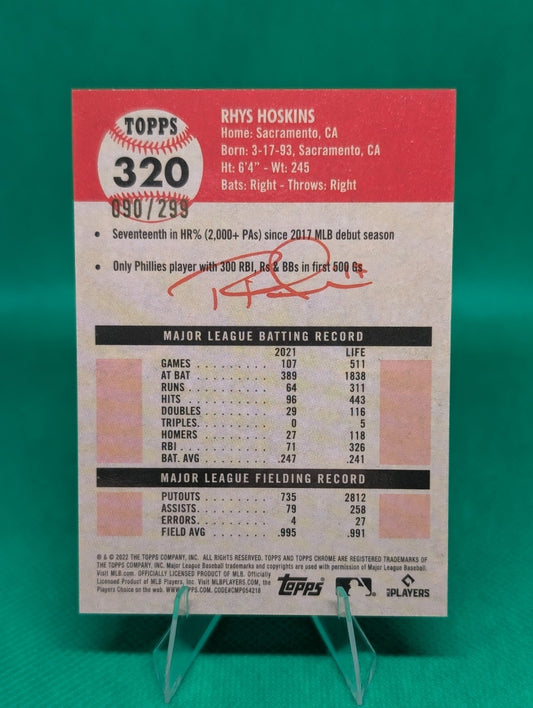 TOPPS
320
090/299
RHYS HOSKINS
Home: Sacramento, CA
Born: 3-17-93, Sacramento, CA
Ht: 6'4" - Wt: 245
Bats: Right - Throws: Right
• Seventeenth in HR% (2,000+ PAs) since 2017 MLB debut season
• Only Phillies player with 300 RBI, Rs & BBs in first 500 Gs
MAJOR LEAGUE BATTING RECORD
2021 LIFE
GAMES 107 511
AT BAT 389 1838
RUNS 64 311
HITS 96 443
DOUBLES 29 116
TRIPLES 0 5
HOMERS 27 118
RBI 71 326
BAT. AVG .247 .241
MAJOR LEAGUE FIELDING RECORD
PUTOUTS 735 2812
ASSISTS 79 258
ERRORS 4 27
FIELD AVG .995 .991
® & © 2022 THE TOPPS COMPANY, INC. ALL RIGHTS RESERVED. TOPPS AND TOPPS CHROME ARE REGISTERED TRADEMARKS OF
THE TOPPS COMPANY, INC. Major League Baseball trademarks and copyrights are used with permission of Major League Baseball.
Visit MLB.com. OFFICIALLY LICENSED PRODUCT OF MLB. Officially
Licensed Product of MLB Players, Inc. Visit MLBPLAYERS.COM, the
Players Choice on the web. WWW.TOPPS.COM. CODE#CMP054218
Topps
PLAYERS